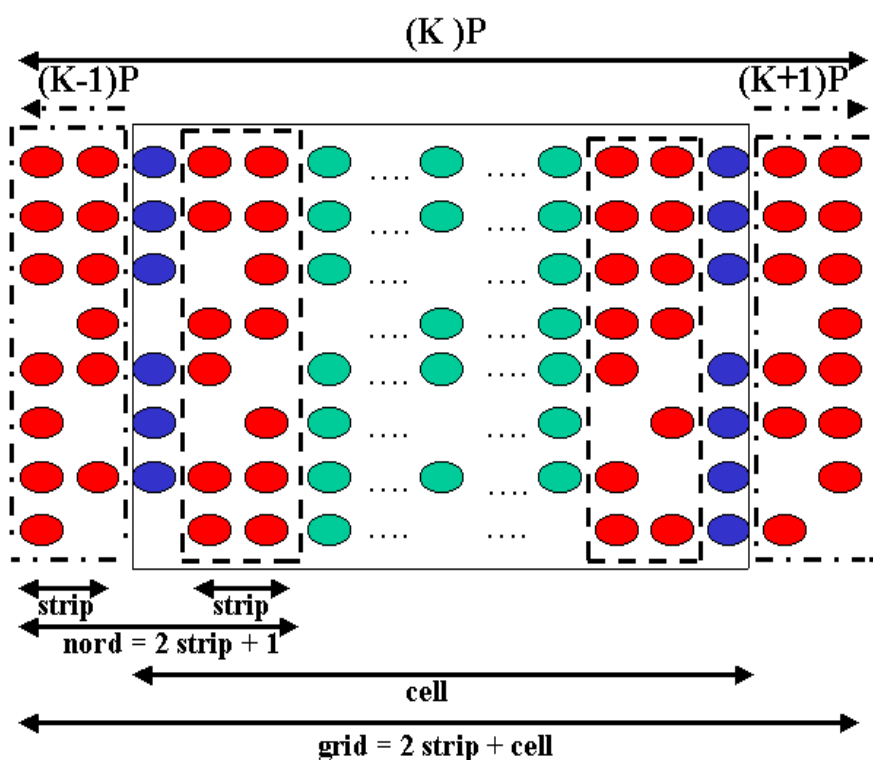 (K )P
(K-1)P (K+1)P
.... ....
.... ....
.... ....
.... ....
.... ....
.... ....
.... ....
.... ....
strip strip
nord = 2 strip + 1
cell
grid = 2 strip + cell